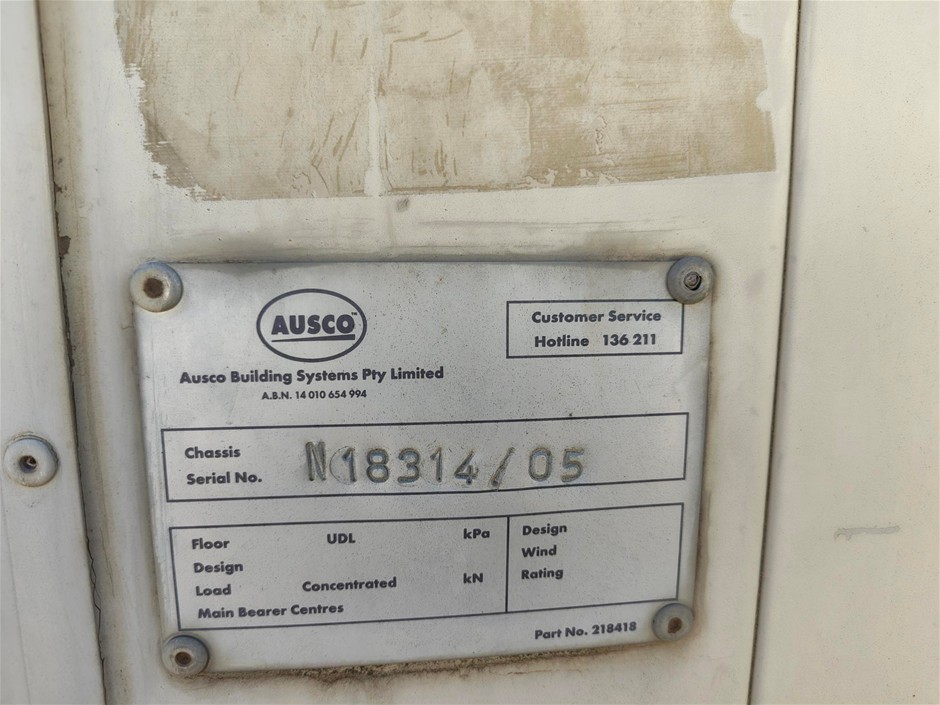 AUSCO™
Ausco Building Systems Pty Limited
A.B.N. 14 010 654 994
Customer Service
Hotline 136 211
Chassis
Serial No. N18314/05
Floor
Design
Load
UDL kPa
Concentrated kN
Main Bearer Centres
Design
Wind
Rating
Part No. 218418